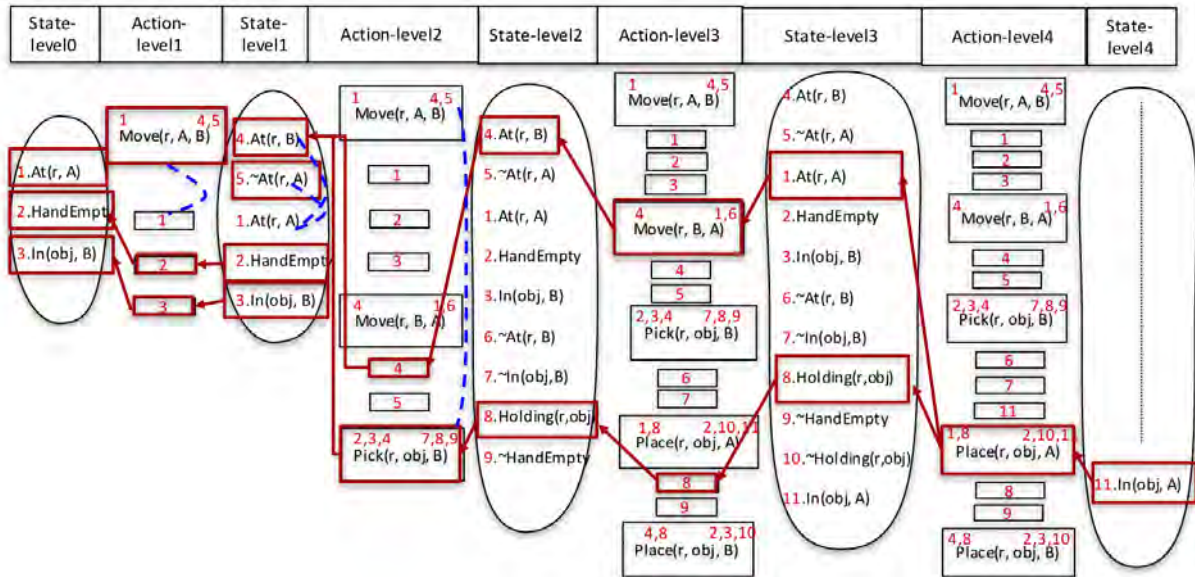 State-level0
Action-level1
State-level1
Action-level2
State-level2
Action-level3
State-level3
Action-level4
State-level4
1.At(r, A)
2.HandEmpty
3.In(obj, B)
1 4,5
Move(r, A, B)
1
2
3
4.At(r, B)
5.~At(r, A)
1.At(r, A)
2.HandEmpty
3.In(obj, B)
1 4,5
Move(r, A, B)
1
2
3
4 1,6
Move(r, B, A)
4
5
2,3,4 7,8,9
Pick(r, obj, B)
4.At(r, B)
5.~At(r, A)
1.At(r, A)
2.HandEmpty
3.In(obj, B)
6.~At(r, B)
7.~In(obj,B)
8.Holding(r,obj)
9.~HandEmpty
1 4,5
Move(r, A, B)
1
2
3
4 1,6
Move(r, B, A)
4
5
2,3,4 7,8,9
Pick(r, obj, B)
6
7
1,8 2,10,11
Place(r, obj, A)
8
9
4,8 2,3,10
Place(r, obj, B)
4.At(r, B)
5.~At(r, A)
1.At(r, A)
2.HandEmpty
3.In(obj, B)
6.~At(r, B)
7.~In(obj, B)
8.Holding(r,obj)
9.~HandEmpty
10.~Holding(r,obj)
11.In(obj, A)
1 4,5
Move(r, A, B)
1
2
3
4 1,6
Move(r, B, A)
4
5
2,3,4 7,8,9
Pick(r, obj, B)
6
7
11
1,8 2,10,11
Place(r, obj, A)
8
9
4,8 2,3,10
Place(r, obj, B)
11.In(obj, A)